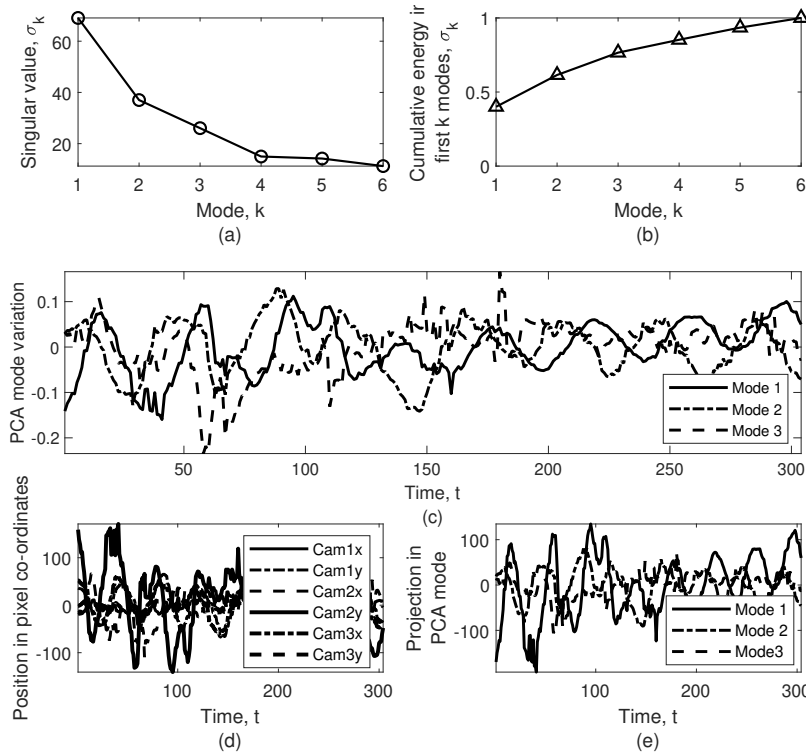 Singular value, σk
60
40
20
1 2 3 4 5 6
Mode, k
(a)
Cumulative energy in
first k modes, σk
1
0.5
0
1 2 3 4 5 6
Mode, k
(b)
PCA mode variation
0.1
0
-0.1
-0.2
50 100 150 200 250 300
Time, t
(c)
Mode 1
Mode 2
Mode 3
Position in pixel co-ordinates
100
0
-100
100 200 300
Time, t
(d)
Cam1x
Cam1y
Cam2x
Cam2y
Cam3x
Cam3y
Projection in
PCA mode
100
0
-100
100 200 300
Time, t
(e)
Mode 1
Mode 2
Mode3